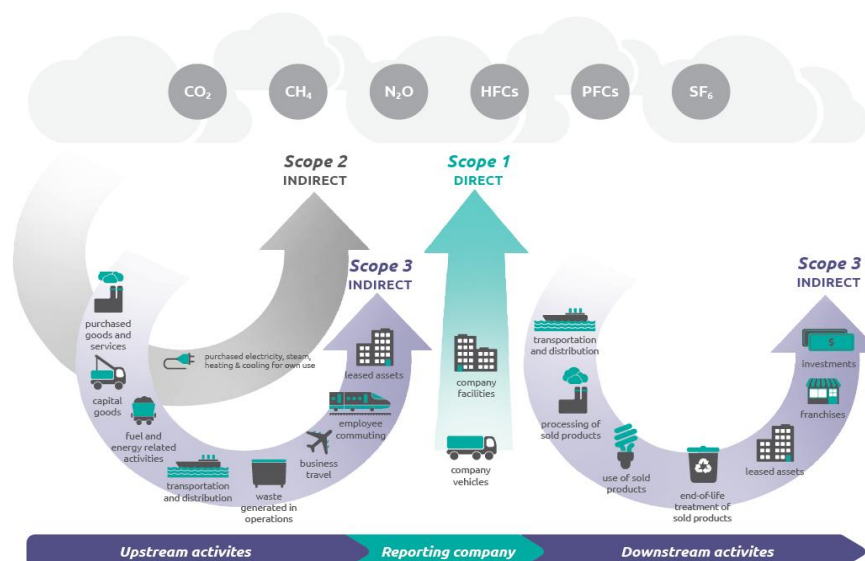 CO₂
CH₄
N₂O
HFCs
PFCs
SF₆
Scope 2
INDIRECT
Scope 1
DIRECT
Scope 3
INDIRECT
Scope 3
INDIRECT
purchased
goods and
services
capital
goods
fuel and
energy related
activities
purchased electricity, steam,
heating & cooling for own use
transportation
and distribution
waste
generated in
operations
business
travel
employee
commuting
leased assets
company
facilities
company
vehicles
transportation
and distribution
processing of
sold products
use of sold
products
end-of-life
treatment of
sold products
leased assets
franchises
$
investments
Upstream activites
Reporting company
Downstream activites